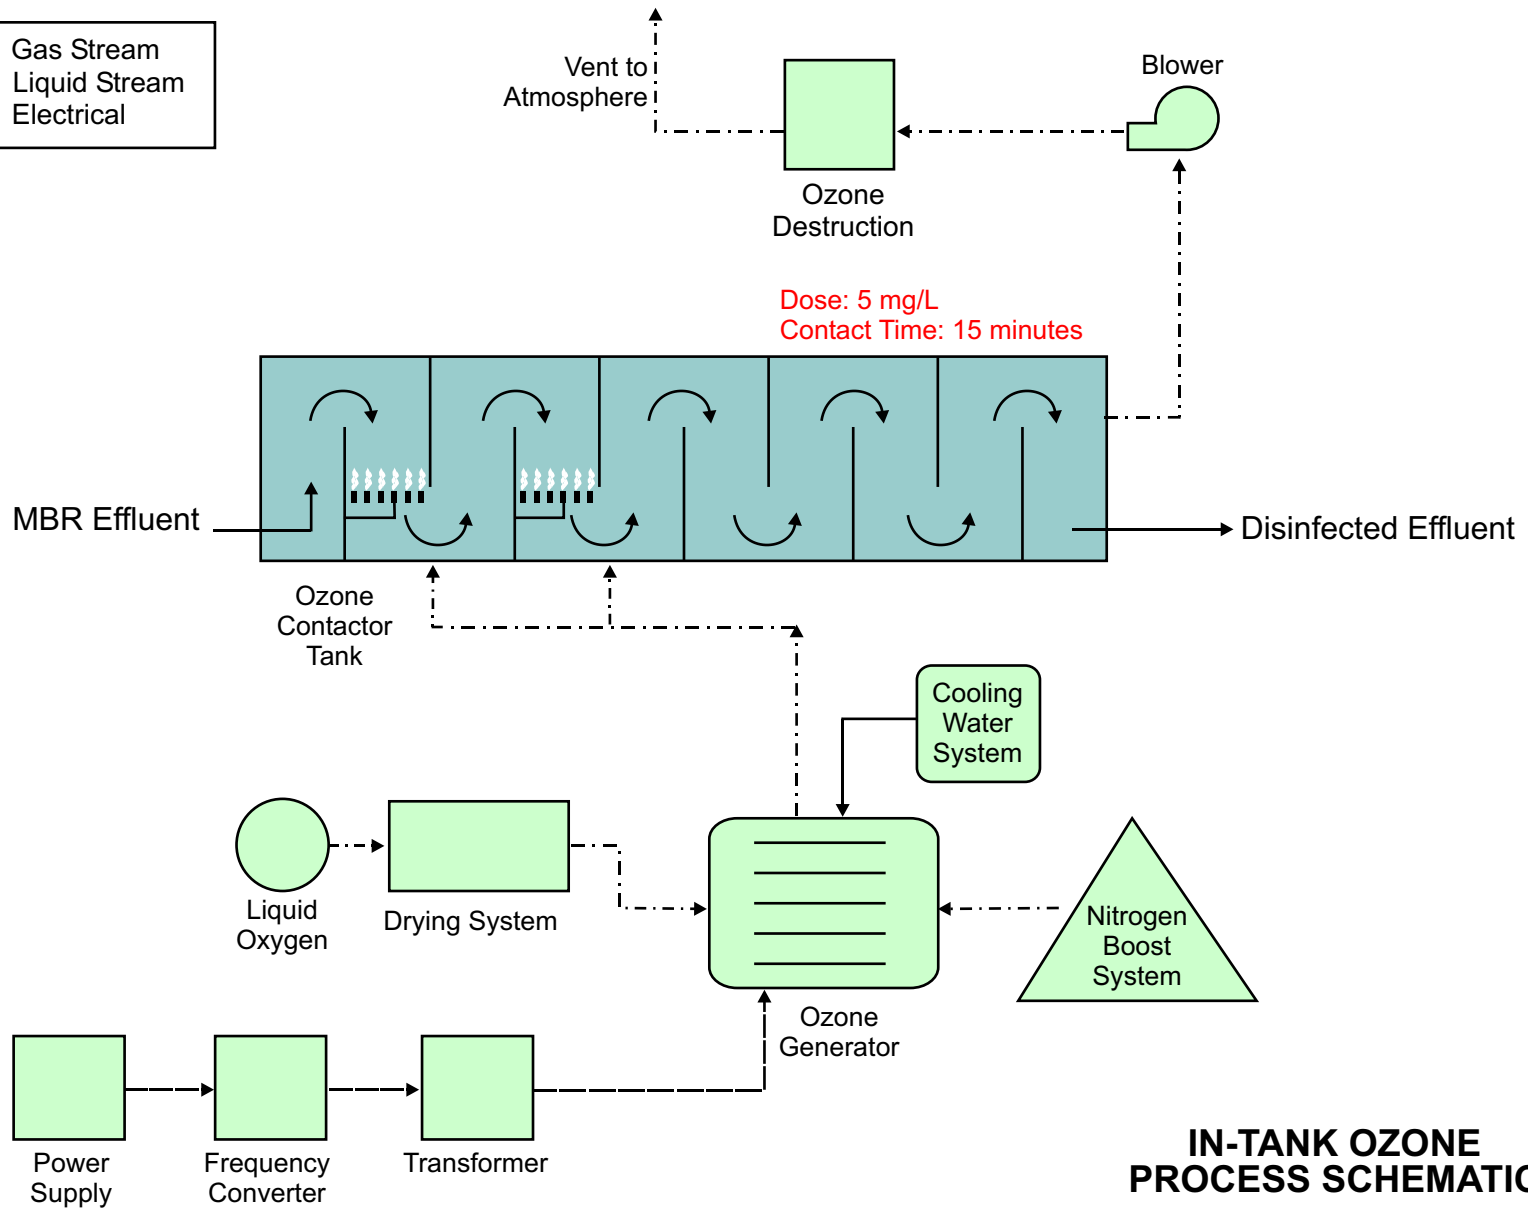 Gas Stream
Liquid Stream
Electrical
Vent to
Atmosphere
Blower
Ozone
Destruction
Dose: 5 mg/L
Contact Time: 15 minutes
MBR Effluent
Disinfected Effluent
Ozone
Contactor
Tank
Cooling
Water
System
Liquid
Oxygen
Drying System
Nitrogen
Boost
System
Ozone
Generator
Power
Supply
Frequency
Converter
Transformer
IN-TANK OZONE
PROCESS SCHEMATIC